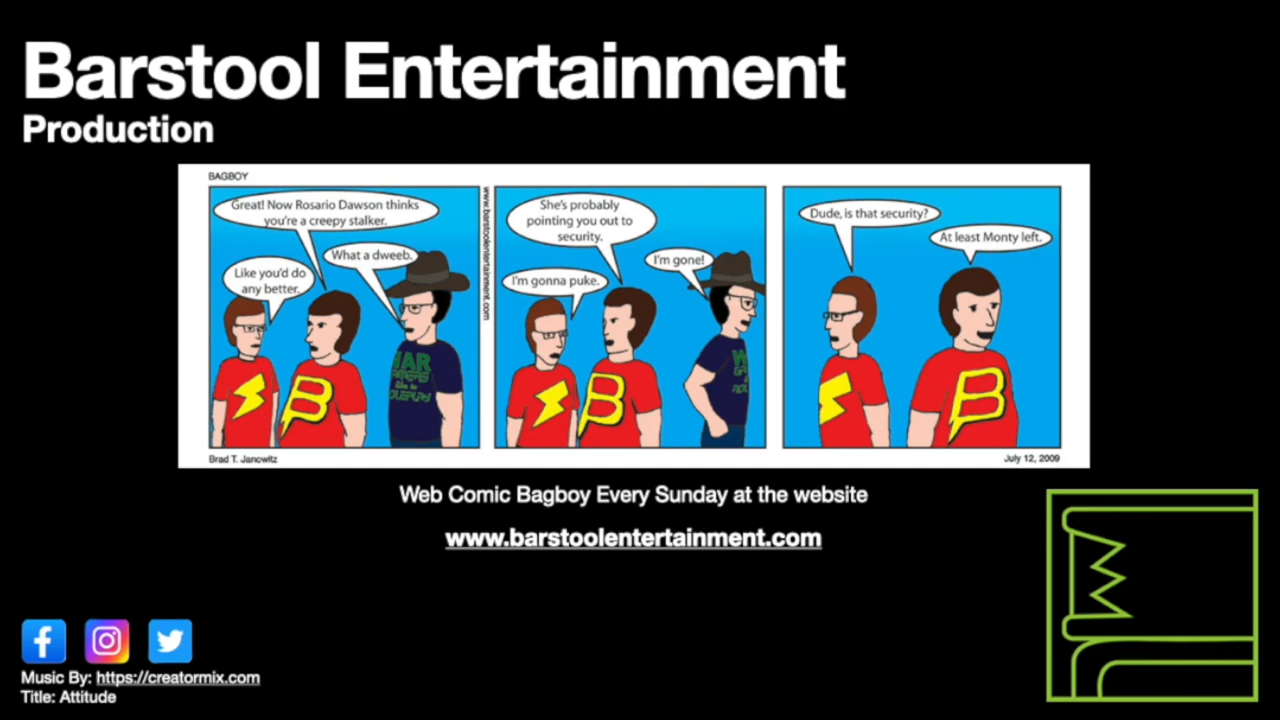 Barstool Entertainment
Production
BAGBOY
Great! Now Rosario Dawson thinks
you're a creepy stalker.
What a dweeb.
Like you'd do
any better.
www.barstoolentertainment.com
She's probably
pointing you out to
security.
I'm gone!
I'm gonna puke.
Dude, is that security?
At least Monty left.
B
B
B
Brad T. Janowitz
July 12, 2009
Web Comic Bagboy Every Sunday at the website
www.barstoolentertainment.com
Music By: https://creatormix.com
Title: Attitude